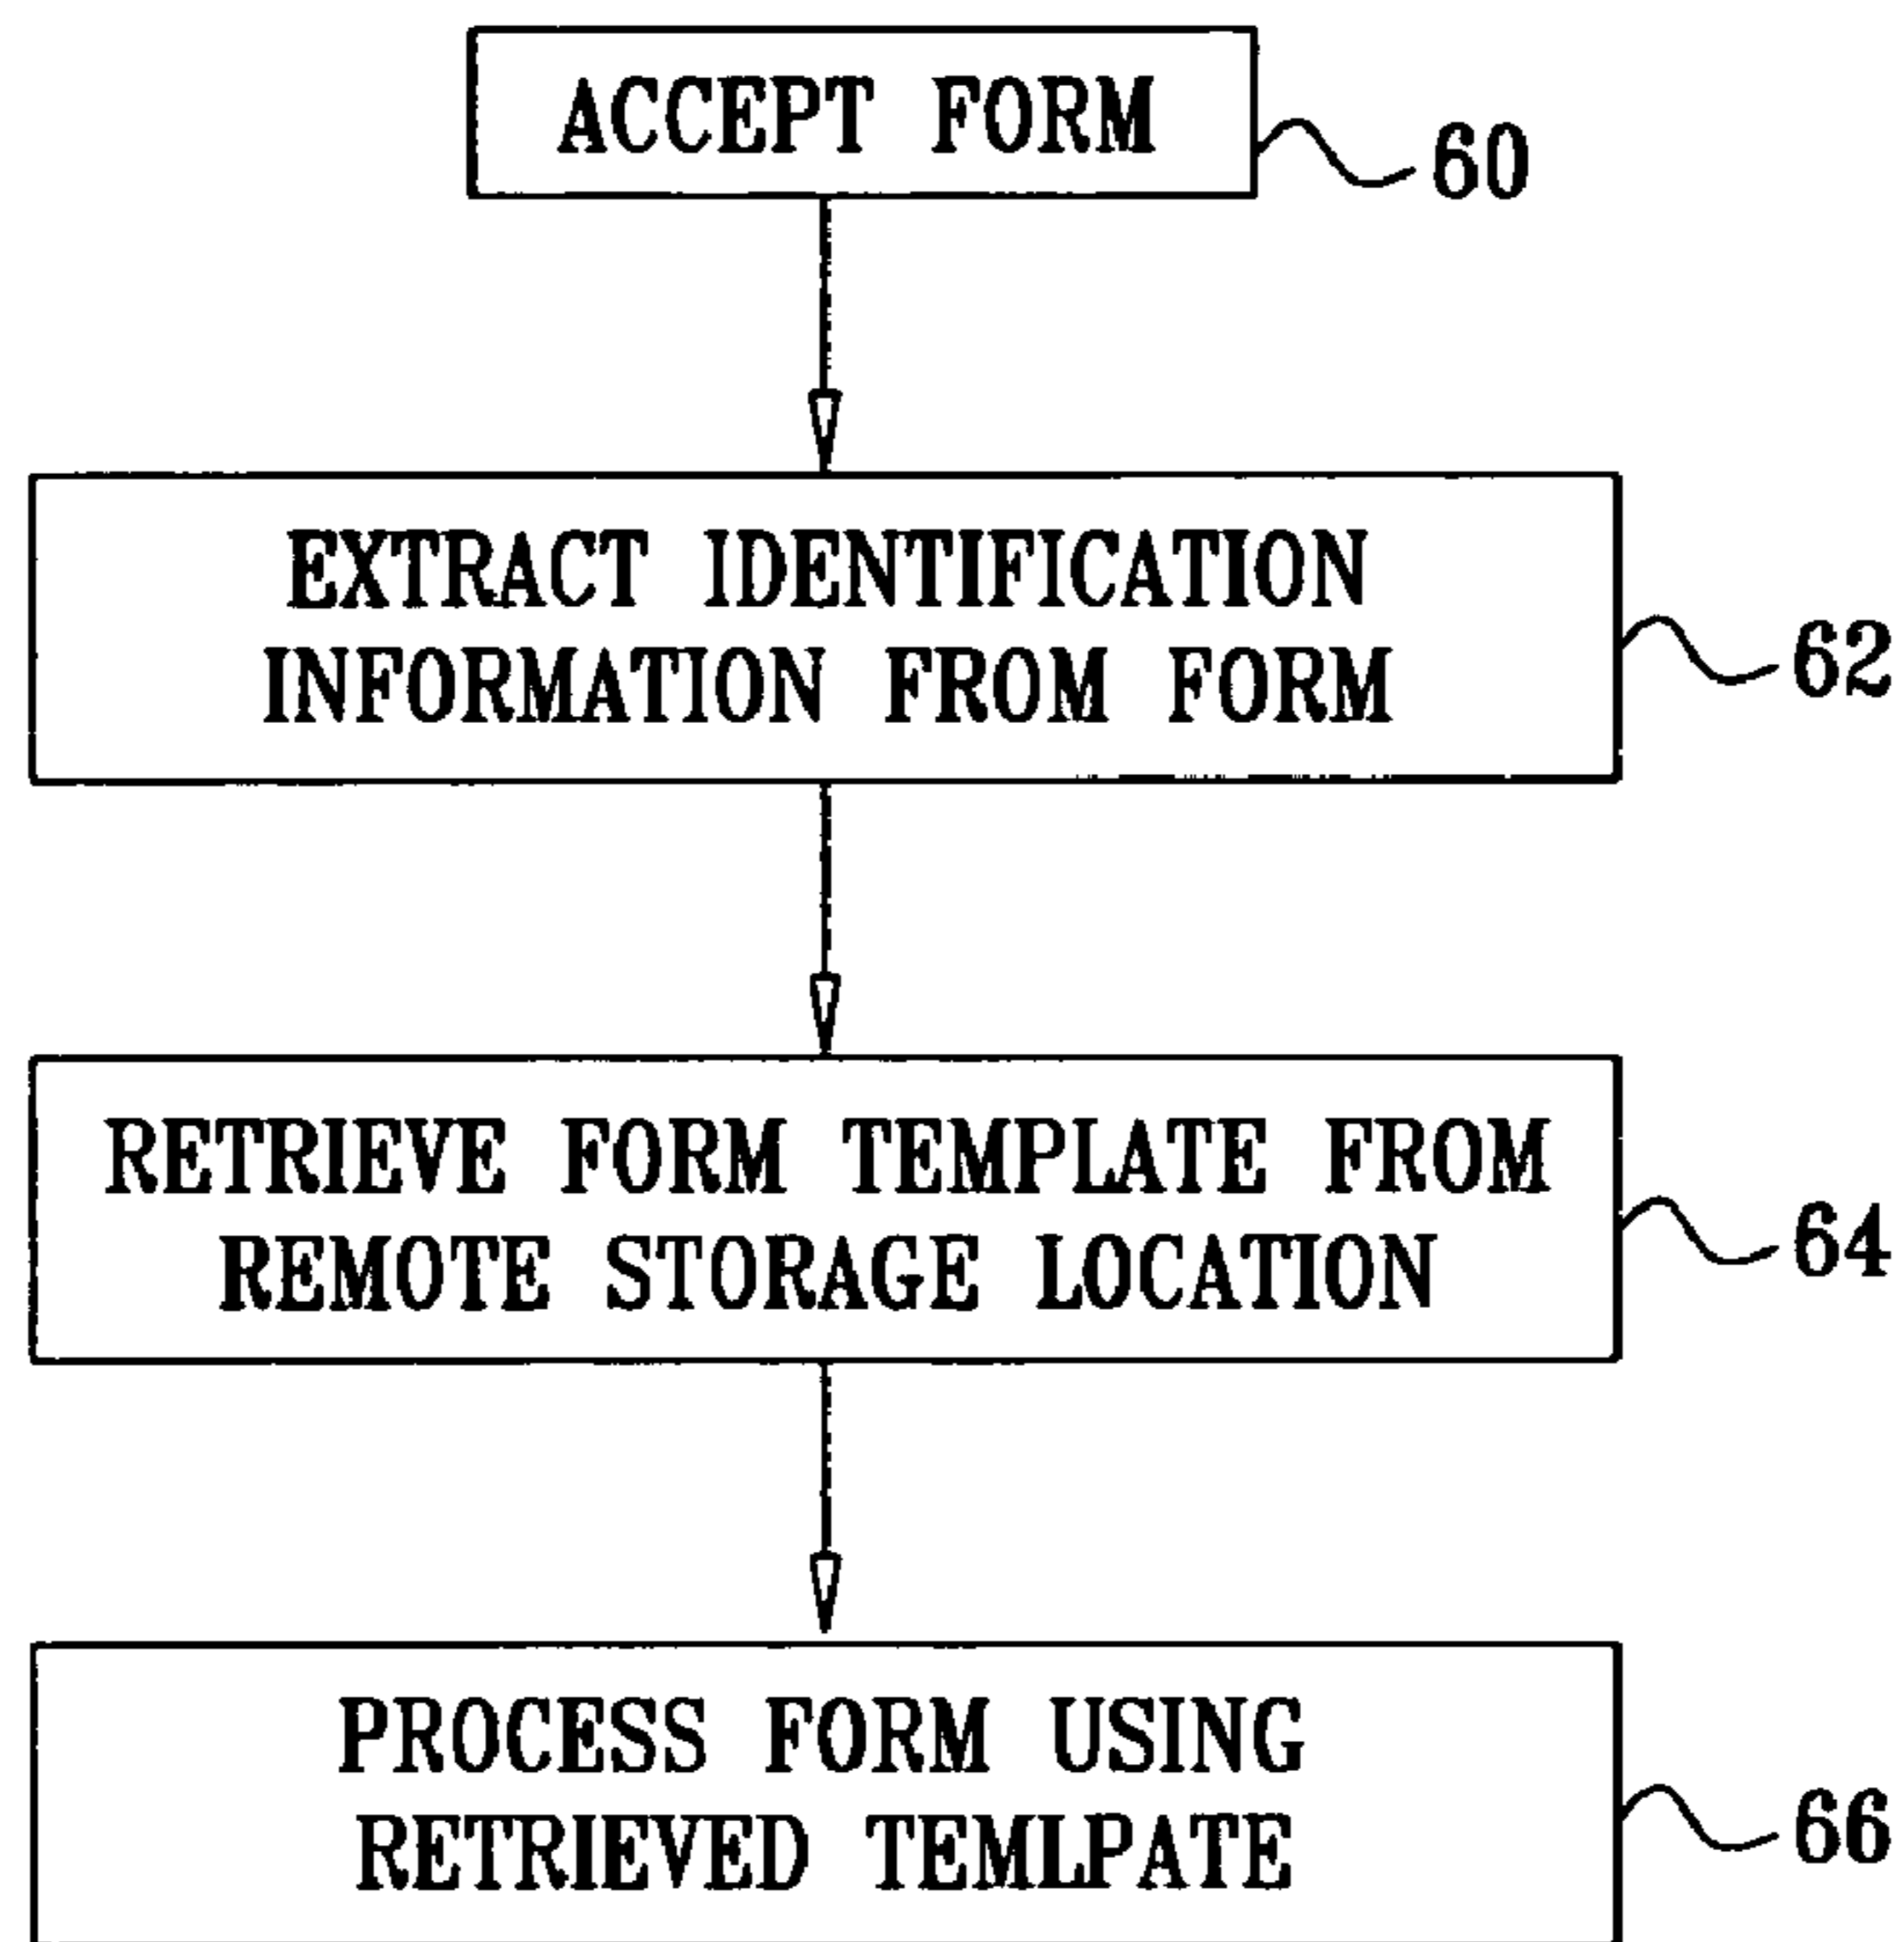 ACCEPT FORM
60
EXTRACT IDENTIFICATION
INFORMATION FROM FORM
62
RETRIEVE FORM TEMPLATE FROM
REMOTE STORAGE LOCATION
64
PROCESS FORM USING
RETRIEVED TEMLPATE
66